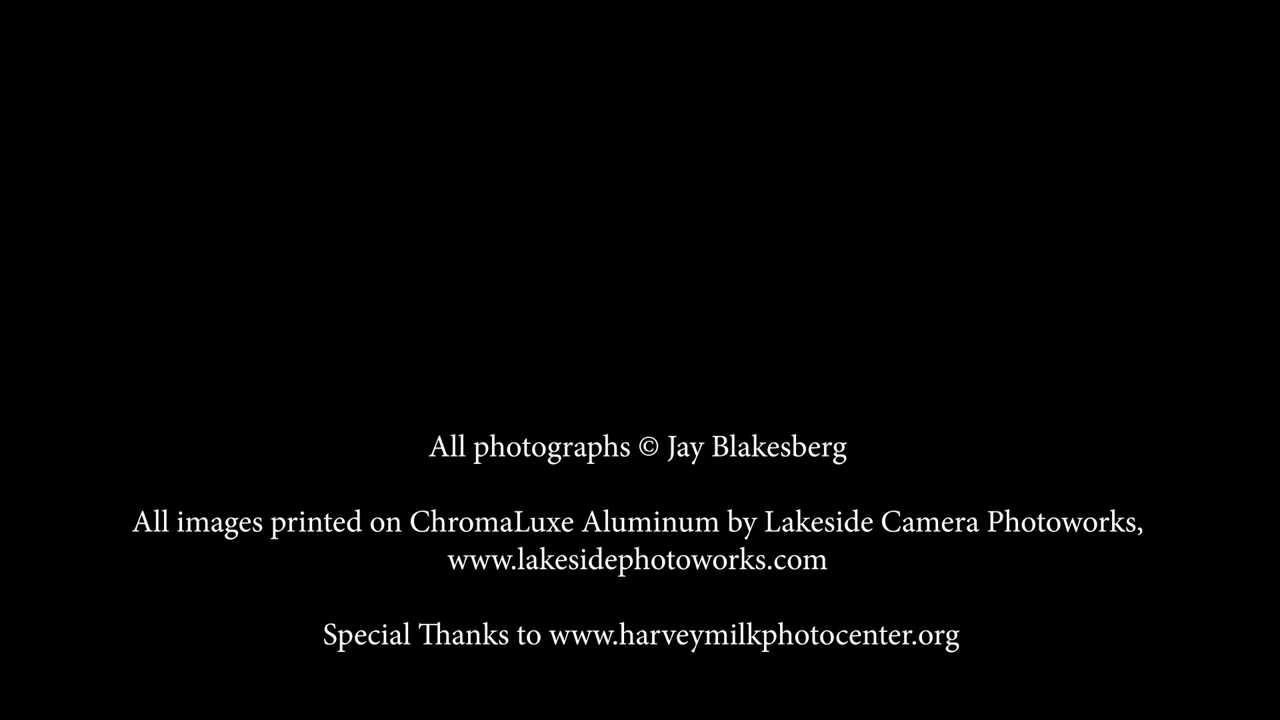 All photographs © Jay Blakesberg
All images printed on ChromaLuxe Aluminum by Lakeside Camera Photoworks,
www.lakesidephotoworks.com
Special Thanks to www.harveymilkphotocenter.org